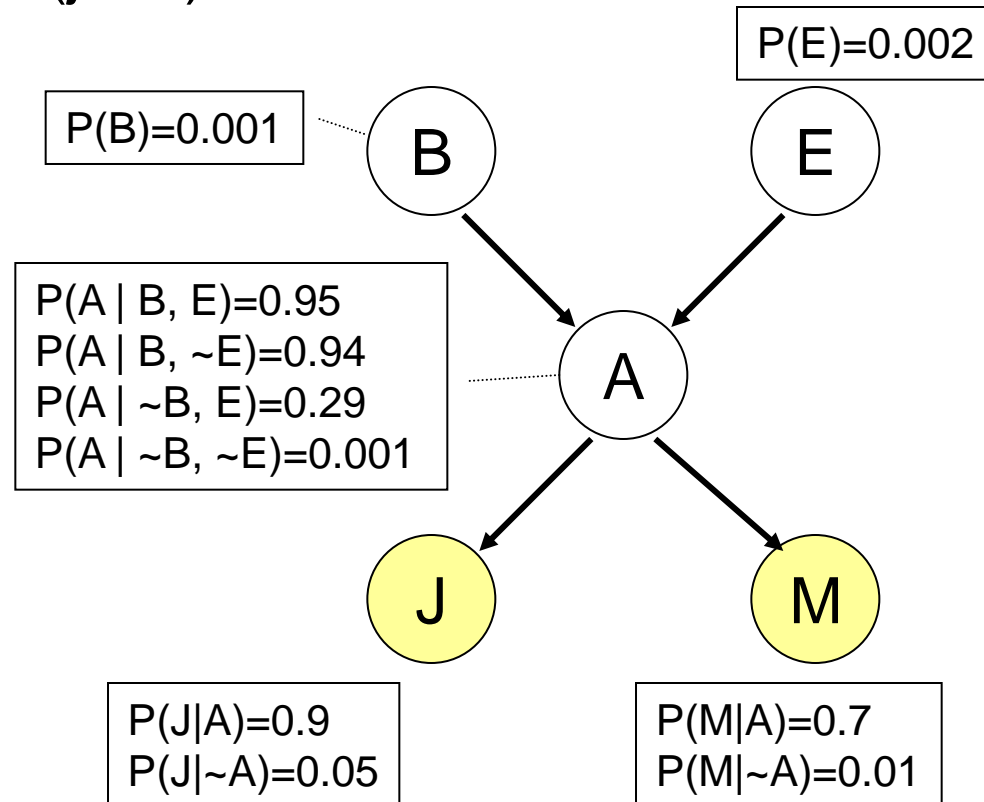 P(E)=0.002
P(B)=0.001
B
E
P(A | B, E)=0.95
P(A | B, ~E)=0.94
P(A | ~B, E)=0.29
P(A | ~B, ~E)=0.001
A
J
M
P(J|A)=0.9
P(J|~A)=0.05
P(M|A)=0.7
P(M|~A)=0.01